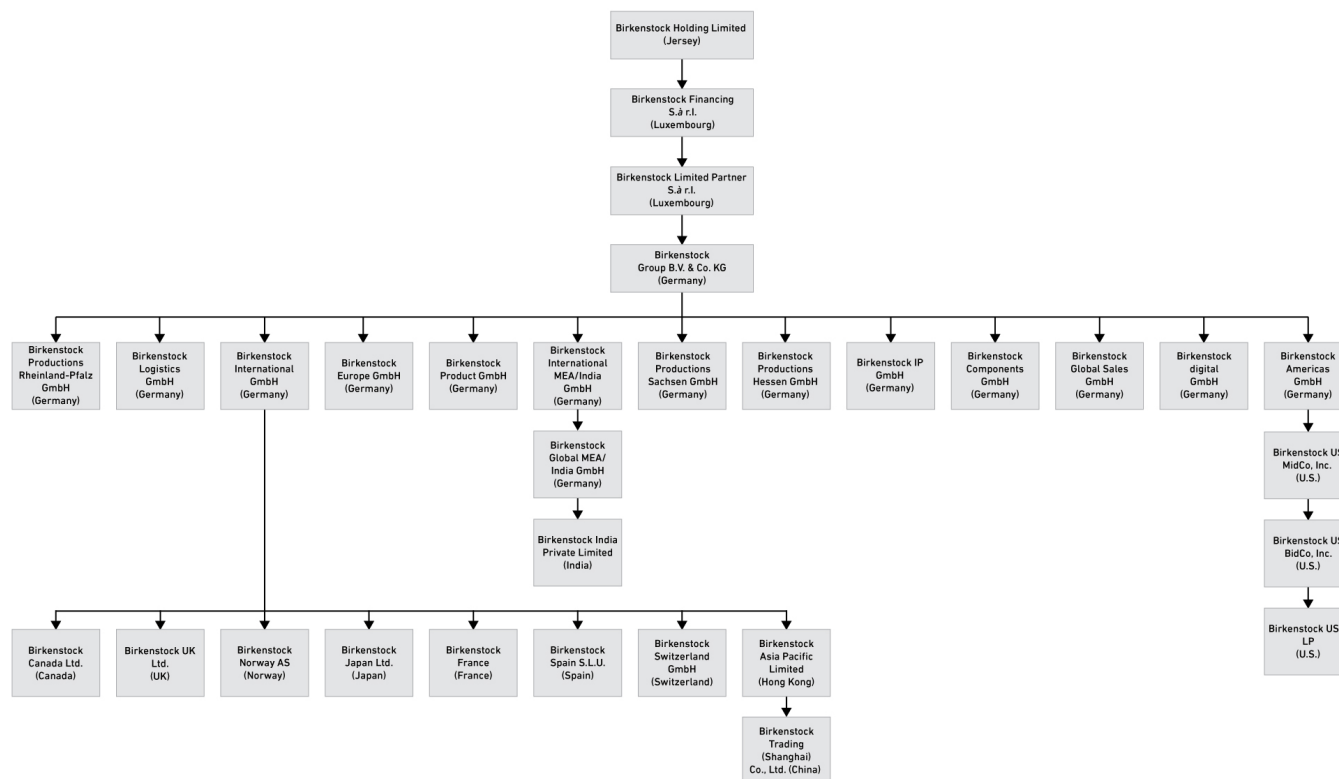 Birkenstock Holding Limited
(Jersey)
Birkenstock Financing
S.à r.l.
(Luxembourg)
Birkenstock Limited Partner
S.à r.l.
(Luxembourg)
Birkenstock
Group B.V. & Co. KG
(Germany)
Birkenstock
Productions
Rheinland-Pfalz
GmbH
(Germany)
Birkenstock
Logistics
GmbH
(Germany)
Birkenstock
International
GmbH
(Germany)
Birkenstock
Europe GmbH
(Germany)
Birkenstock
Product GmbH
(Germany)
Birkenstock
International
MEA/India
GmbH
(Germany)
Birkenstock
Productions
Sachsen GmbH
(Germany)
Birkenstock
Productions
Hessen GmbH
(Germany)
Birkenstock IP
GmbH
(Germany)
Birkenstock
Components
GmbH
(Germany)
Birkenstock
Global Sales
GmbH
(Germany)
Birkenstock
digital
GmbH
(Germany)
Birkenstock
Americas
GmbH
(Germany)
Birkenstock
Global MEA/
India GmbH
(Germany)
Birkenstock US
MidCo, Inc.
(U.S.)
Birkenstock India
Private Limited
(India)
Birkenstock US
BidCo, Inc.
(U.S.)
Birkenstock
Canada Ltd.
(Canada)
Birkenstock UK
Ltd.
(UK)
Birkenstock
Norway AS
(Norway)
Birkenstock
Japan Ltd.
(Japan)
Birkenstock
France
(France)
Birkenstock
Spain S.L.U.
(Spain)
Birkenstock
Switzerland
GmbH
(Switzerland)
Birkenstock
Asia Pacific
Limited
(Hong Kong)
Birkenstock US
LP
(U.S.)
Birkenstock
Trading
(Shanghai)
Co., Ltd. (China)